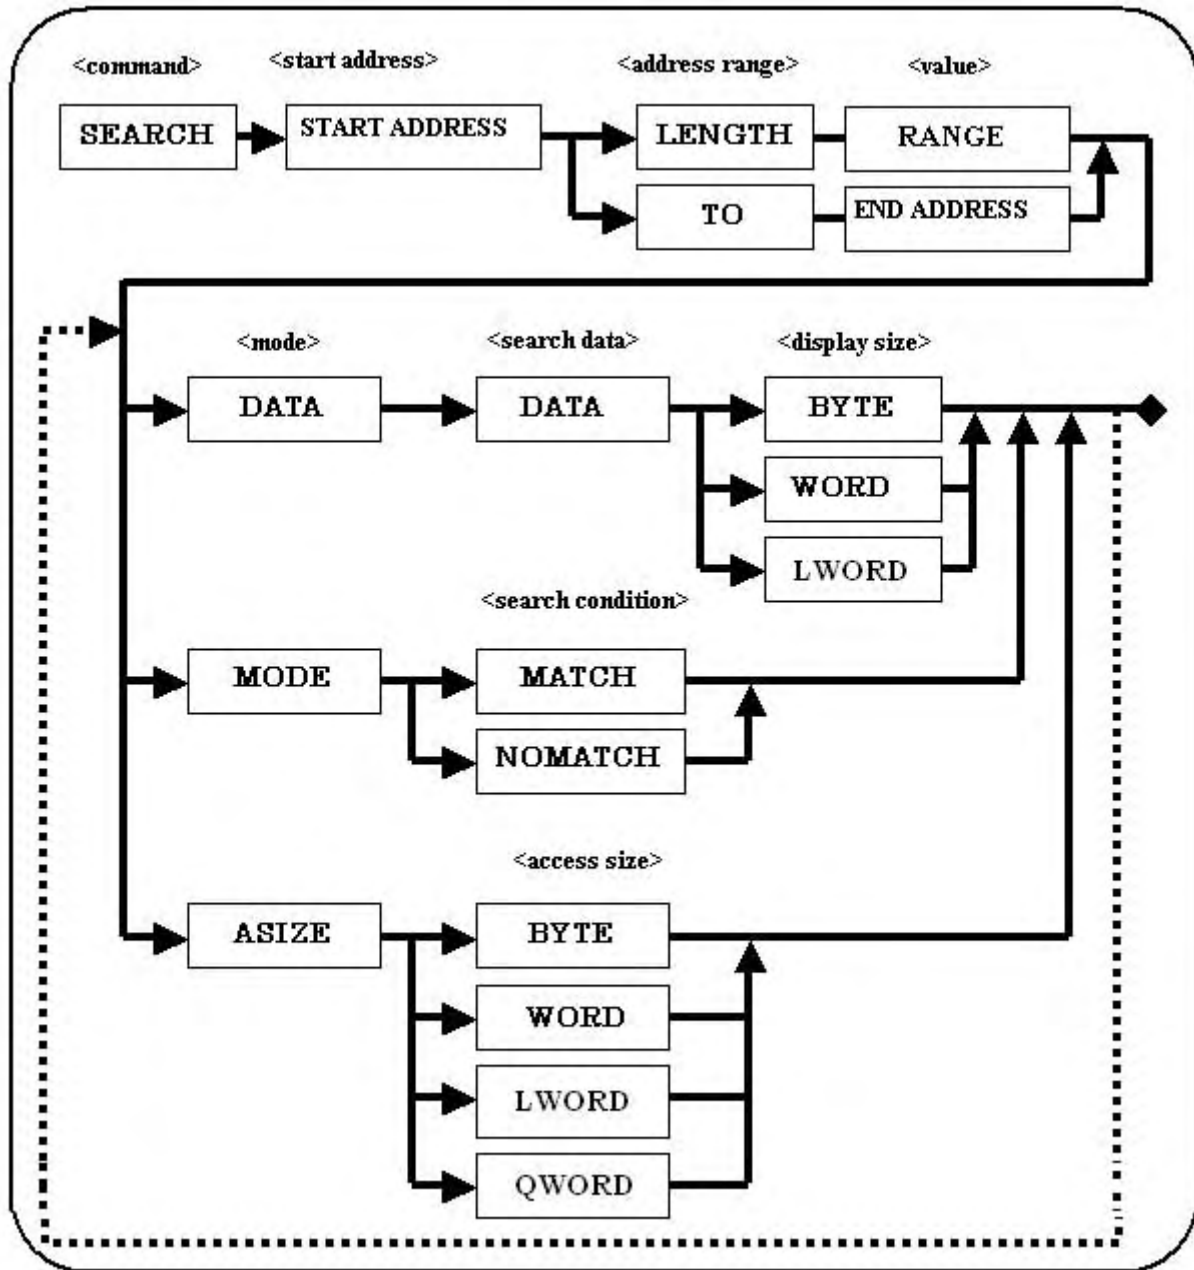 <command> <start address> <address range> <value>
SEARCH START ADDRESS LENGTH RANGE
TO END ADDRESS
<mode> <search data> <display size>
DATA DATA BYTE
WORD
LWORD
<search condition>
MODE MATCH
NOMATCH
<access size>
ASIZE BYTE
WORD
LWORD
QWORD